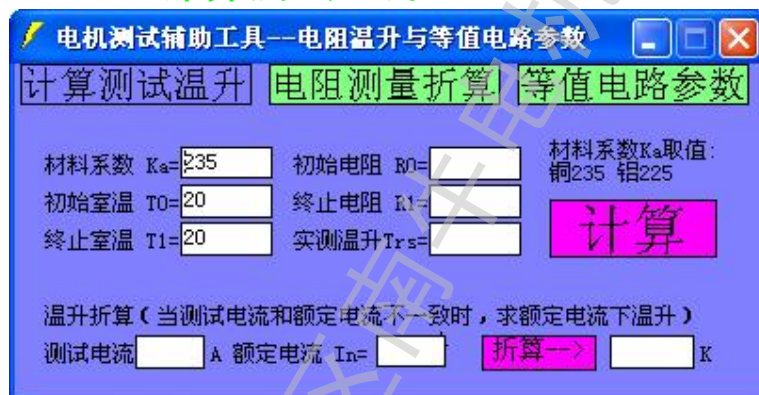 电机测试辅助工具--电阻温升与等值电路参数
计算测试温升 电阻测量折算 等值电路参数
材料系数 Ka=235 初始电阻 R0= 材料系数Ka取值:
铜235 铝225
初始室温 T0=20 终止电阻 R1= 计算
终止室温 T1=20 实测温升Trs=
温升折算(当测试电流和额定电流不一致时,求额定电流下温升)
测试电流 A 额定电流 In= 折算--> K